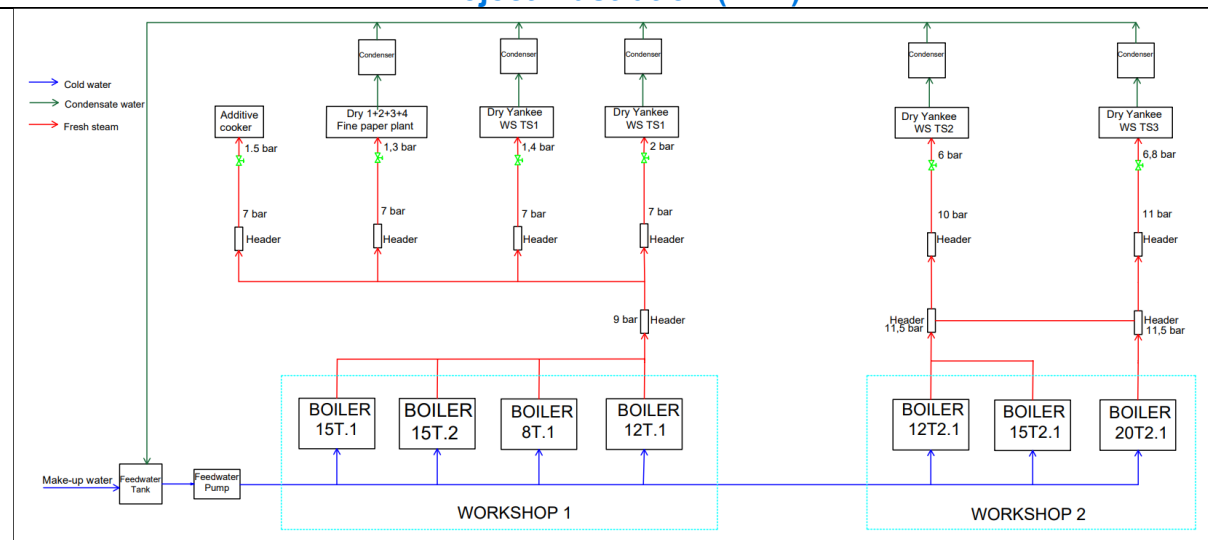 Condenser
Condenser
Condenser
Condenser
Condenser
Cold water
Condensate water
Fresh steam
Additive
cooker
Dry 1+2+3+4
Fine paper plant
Dry Yankee
WS TS1
Dry Yankee
WS TS1
Dry Yankee
WS TS2
Dry Yankee
WS TS3
1.5 bar
1,3 bar
1,4 bar
2 bar
6 bar
6,8 bar
7 bar
7 bar
7 bar
7 bar
10 bar
11 bar
Header
Header
Header
Header
Header
Header
9 bar
Header
Header
11,5 bar
Header
11,5 bar
BOILER
15T.1
BOILER
15T.2
BOILER
8T.1
BOILER
12T.1
BOILER
12T2.1
BOILER
15T2.1
BOILER
20T2.1
Make-up water
Feedwater
Tank
Feedwater
Pump
WORKSHOP 1
WORKSHOP 2